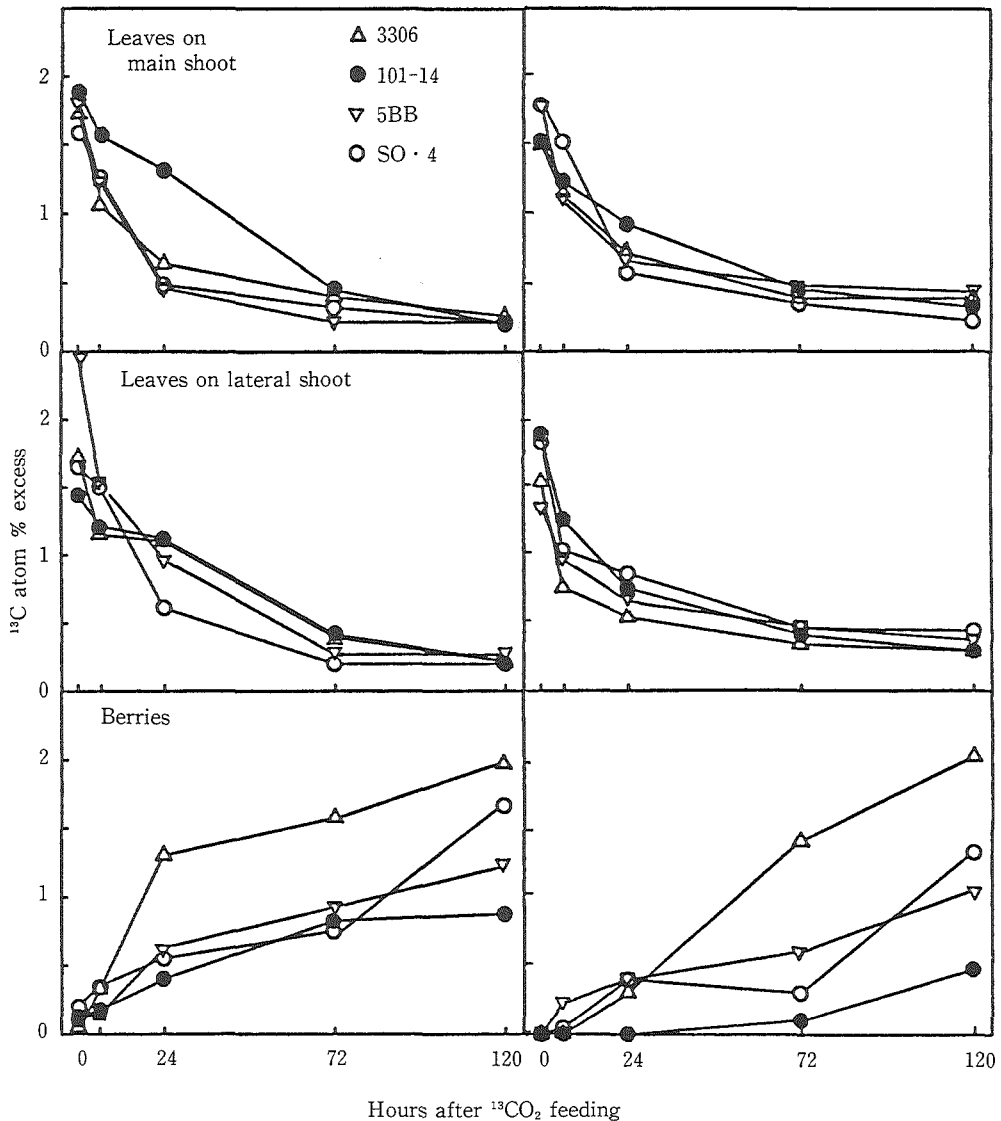 Leaves on
main shoot
△ 3306
● 101-14
▽ 5BB
○ SO · 4
2
1
0
Leaves on lateral shoot
2
1
0
Berries
2
1
0
¹³C atom % excess
0 24 72 120 0 24 72 120
Hours after ¹³CO₂ feeding